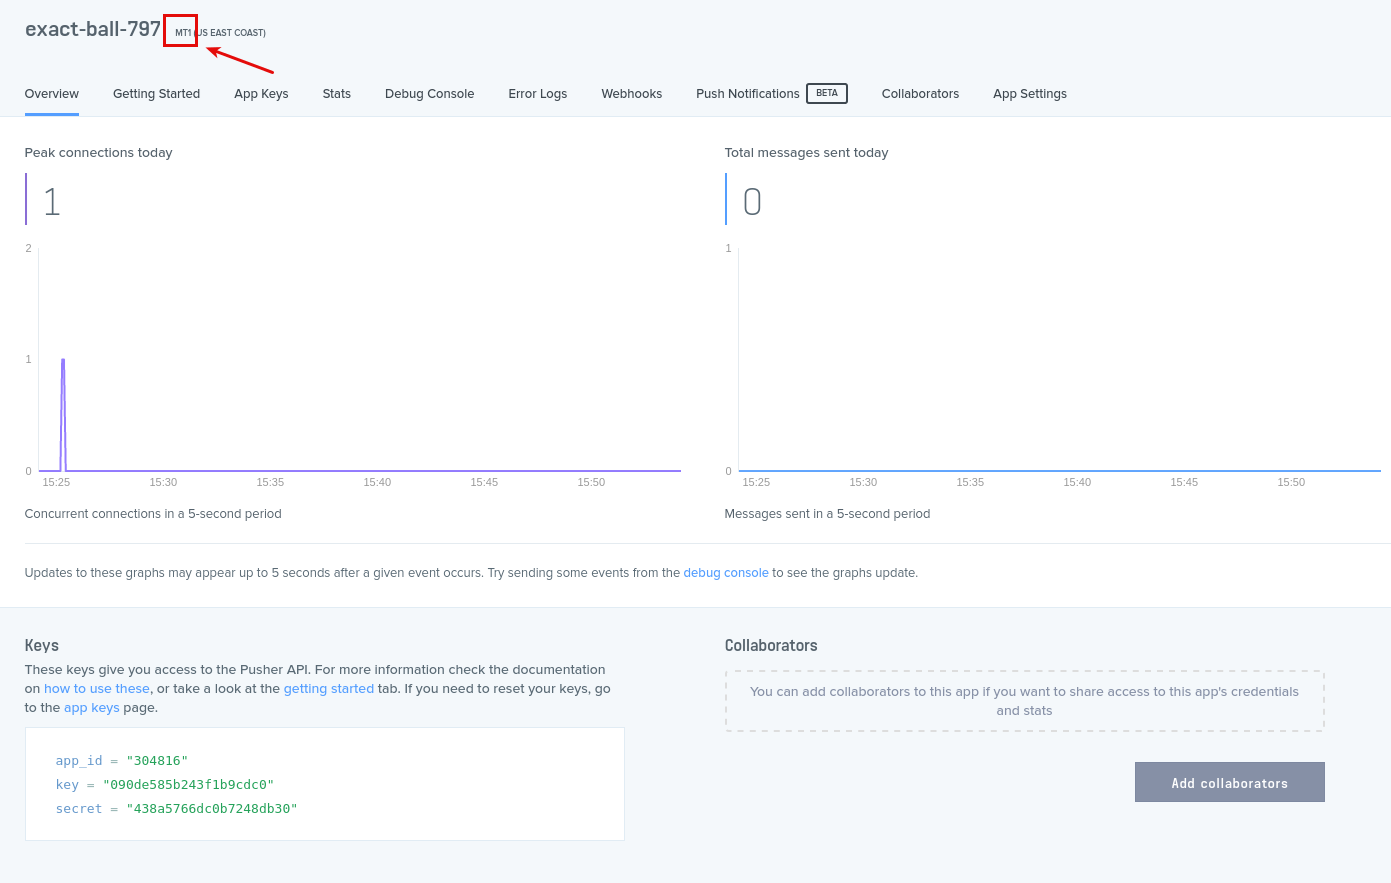 exact-ball-797 MT1 (US EAST COAST)
Overview Getting Started App Keys Stats Debug Console Error Logs Webhooks Push Notifications BETA Collaborators App Settings
Peak connections today
1
2
1
0
15:25 15:30 15:35 15:40 15:45 15:50
Concurrent connections in a 5-second period
Total messages sent today
0
1
0
15:25 15:30 15:35 15:40 15:45 15:50
Messages sent in a 5-second period
Updates to these graphs may appear up to 5 seconds after a given event occurs. Try sending some events from the debug console to see the graphs update.
Keys
These keys give you access to the Pusher API. For more information check the documentation
on how to use these, or take a look at the getting started tab. If you need to reset your keys, go
to the app keys page.
app_id = "304816"
key = "090de585b243f1b9cdc0"
secret = "438a5766dc0b7248db30"
Collaborators
You can add collaborators to this app if you want to share access to this app's credentials
and stats
Add collaborators